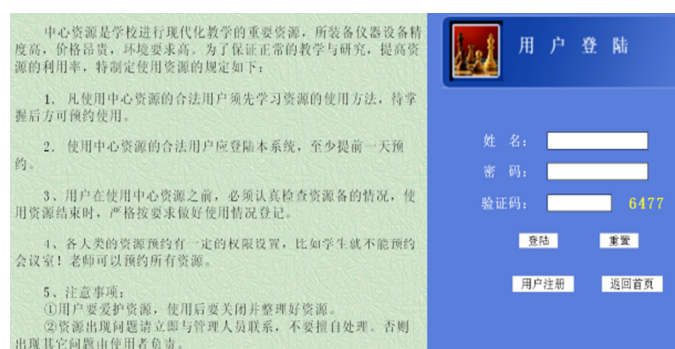 中心资源是学校进行现代化教学的重要资源，所装备仪器设备精
度高，价格昂贵，环境要求高。为了保证正常的教学与研究，提高资
源的利用率，特制定使用资源的规定如下：
1. 凡使用中心资源的合法用户须先学习资源的使用方法，待掌
握后方可预约使用。
2. 使用中心资源的合法用户应登陆本系统，至少提前一天预
约。
3、用户在使用中心资源之前，必须认真检查资源备的情况，使
用资源结束时，严格按要求做好使用情况登记。
4、各人类的资源预约有一定的权限设置，比如学生就不能预约
会议室！老师可以预约所有资源。
5、注意事项：
①用户要爱护资源，使用后要关闭并整理好资源。
②资源出现问题请立即与管理人员联系，不要擅自处理。否则
出现其它问题由使用者负责。
用 户 登 陆
姓 名：
密 码：
验证码： 6477
登陆 重置
用户注册 返回首页